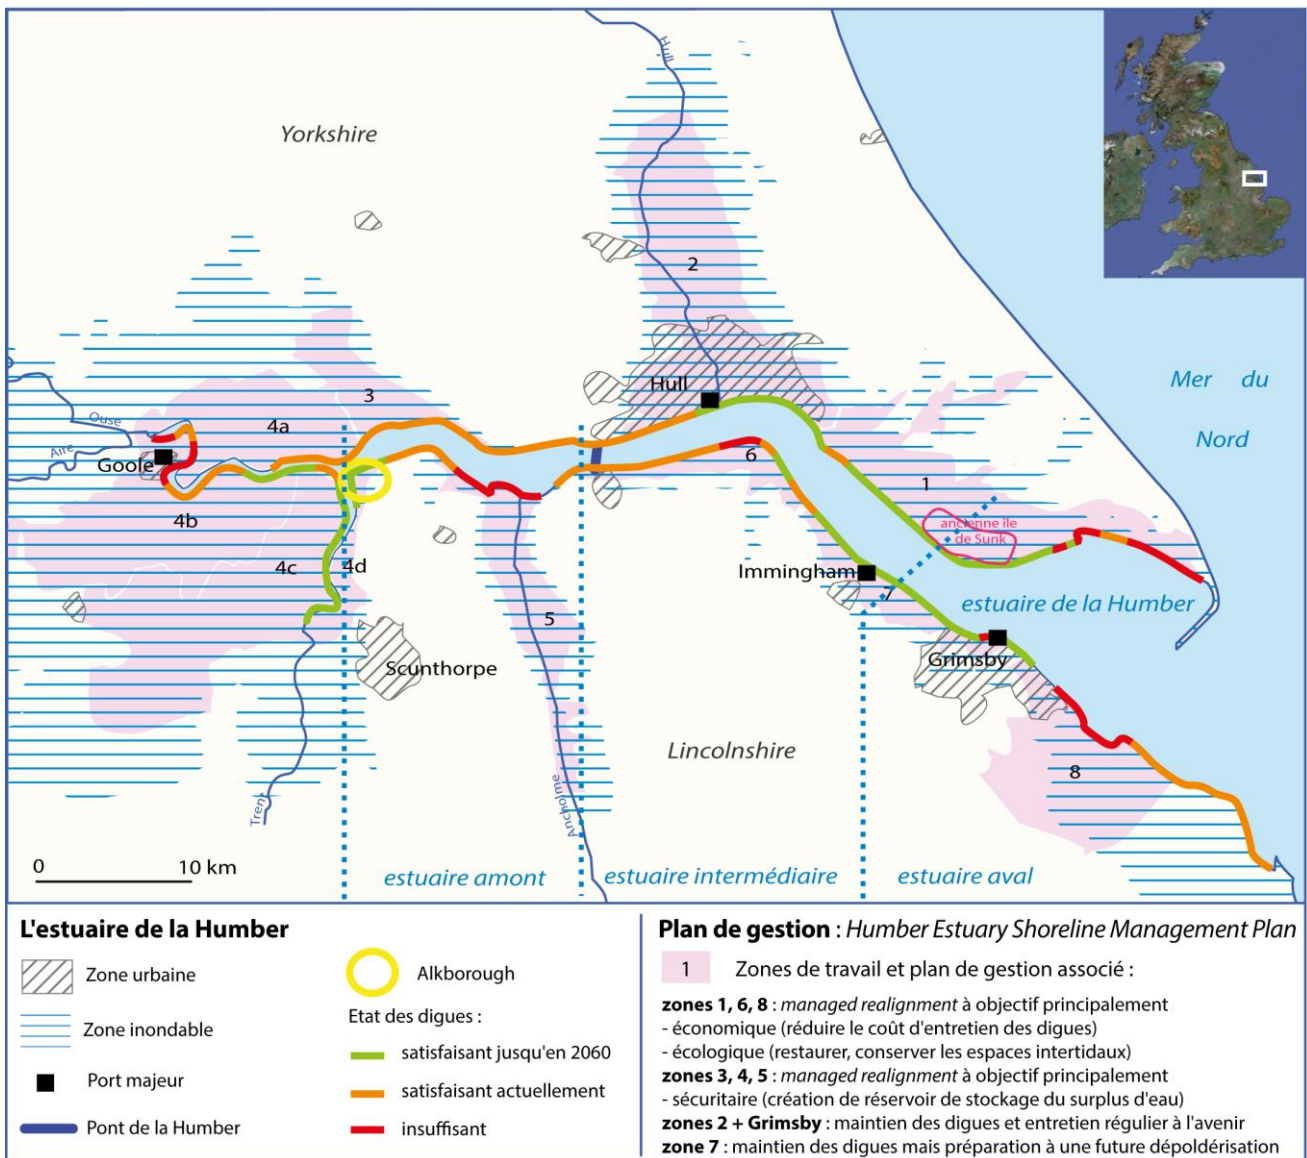 Hull
Yorkshire
2
3
Hull
Mer du
Nord
Ouse
4a
Aire
Goole
6
1
4b
ancienne île
de Sunk
4c
4d
Immingham
7
estuaire de la Humber
5
Scunthorpe
Grimsby
Lincolnshire
8
Trent
Ancholme
0 10 km
estuaire amont
estuaire intermédiaire
estuaire aval
L'estuaire de la Humber
Zone urbaine
Zone inondable
Port majeur
Pont de la Humber
Alkborough
Etat des digues :
satisfaisant jusqu'en 2060
satisfaisant actuellement
insuffisant
Plan de gestion : Humber Estuary Shoreline Management Plan
1 Zones de travail et plan de gestion associé :
zones 1, 6, 8 : managed realignment à objectif principalement
- économique (réduire le coût d'entretien des digues)
- écologique (restaurer, conserver les espaces intertidaux)
zones 3, 4, 5 : managed realignment à objectif principalement
- sécuritaire (création de réservoir de stockage du surplus d'eau)
zones 2 + Grimsby : maintien des digues et entretien régulier à l'avenir
zone 7 : maintien des digues mais préparation à une future dépoldérisation